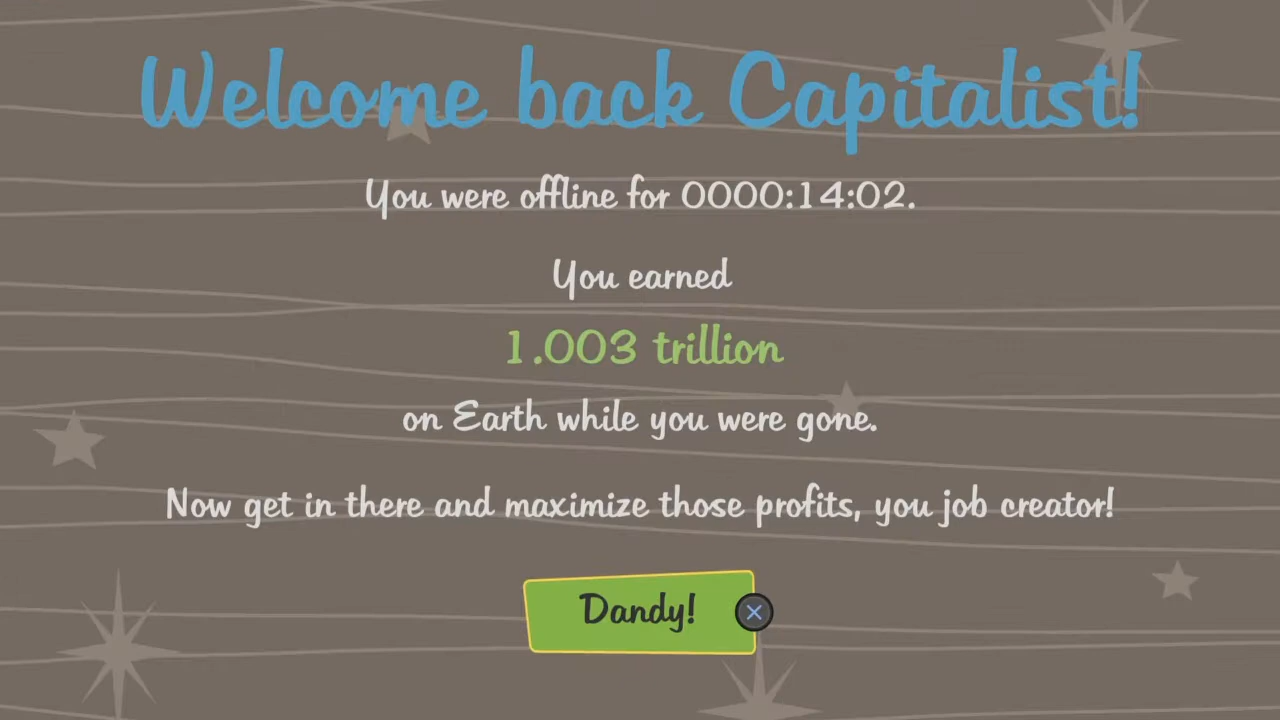 Welcome back Capitalist!
You were offline for 0000:14:02.
You earned
1.003 trillion
on Earth while you were gone.
Now get in there and maximize those profits, you job creator!
Dandy!